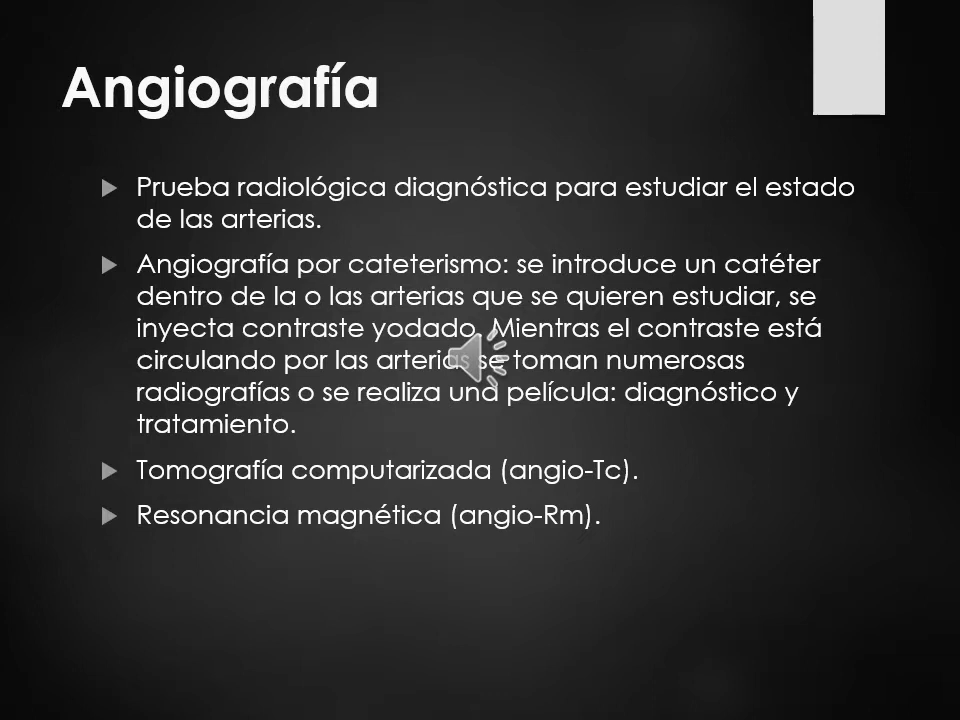 Angiografía
Prueba radiológica diagnóstica para estudiar el estado
de las arterias.
Angiografía por cateterismo: se introduce un catéter
dentro de la o las arterias que se quieren estudiar, se
inyecta contraste yodado. Mientras el contraste está
circulando por las arterias se toman numerosas
radiografías o se realiza una película: diagnóstico y
tratamiento.
Tomografía computarizada (angio-Tc).
Resonancia magnética (angio-Rm).